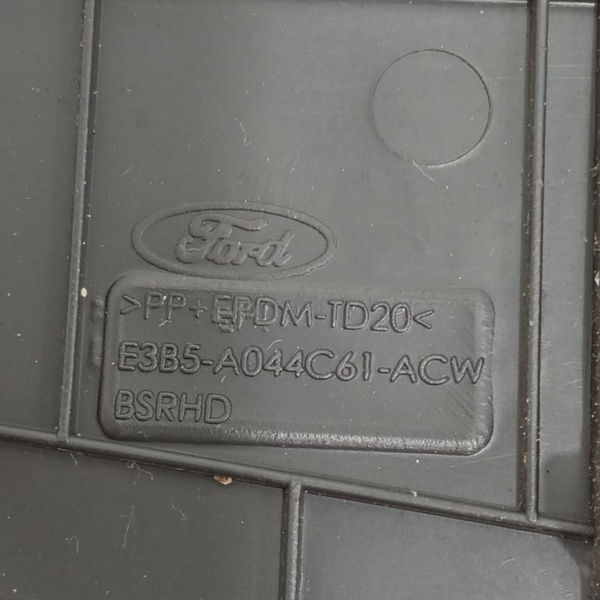 Ford
>PP+EPDM-TD20<
E3B5-A044C61-ACW
BSRHD